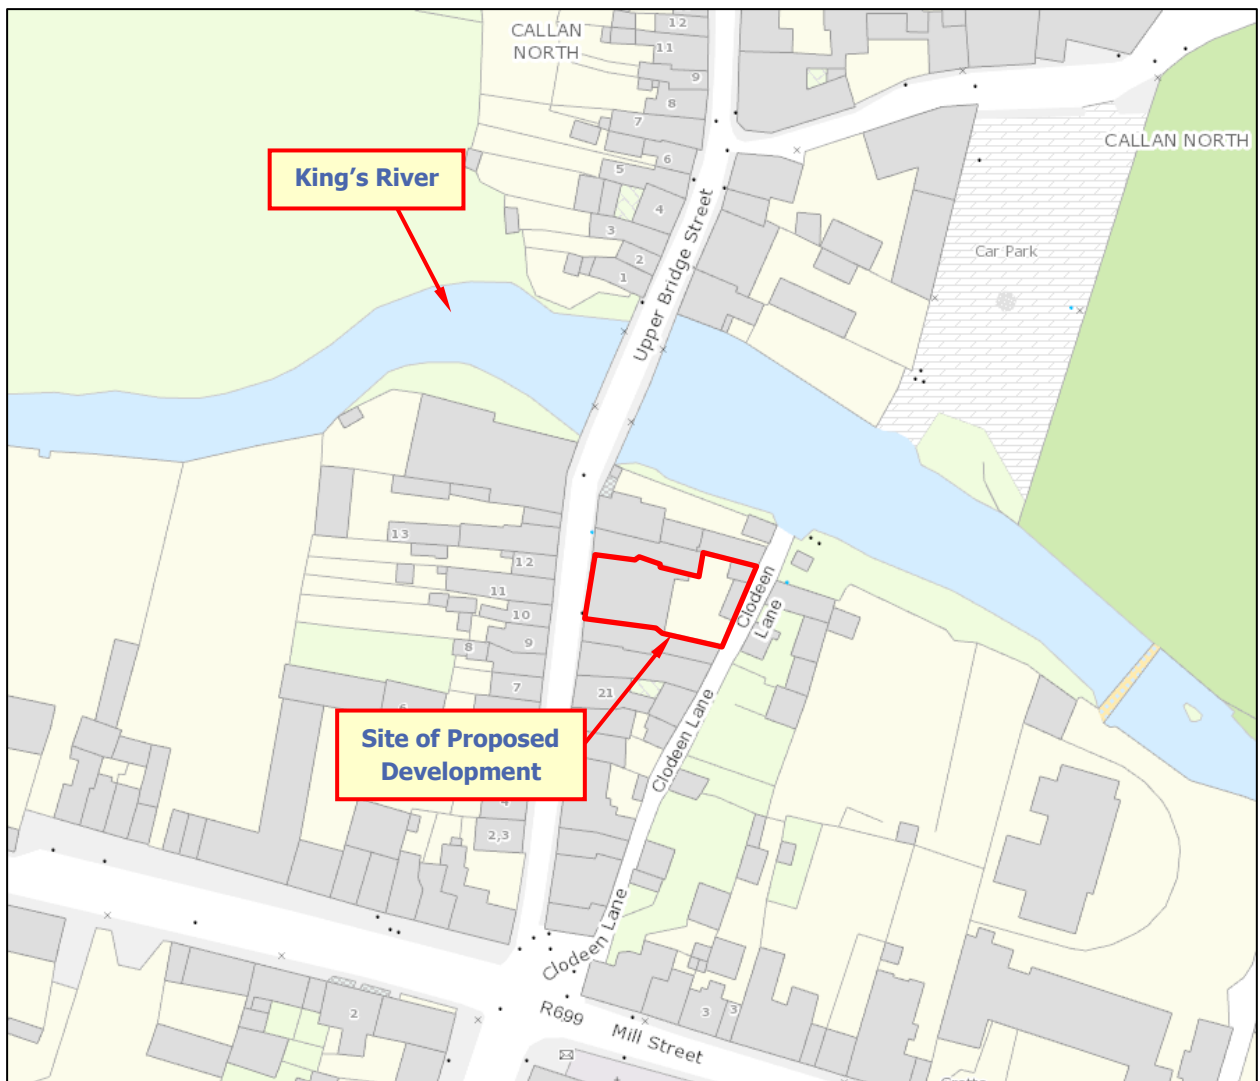 CALLAN
NORTH
12
11
9
8
7
6
5
4
3
2
1
CALLAN NORTH
King's River
Upper Bridge Street
Car Park
13
12
11
10
9
8
7
6
21
Clodeen
Lane
Site of Proposed
Development
Clodeen Lane
4
2,3
Clodeen Lane
R699
Mill Street
2
3
3